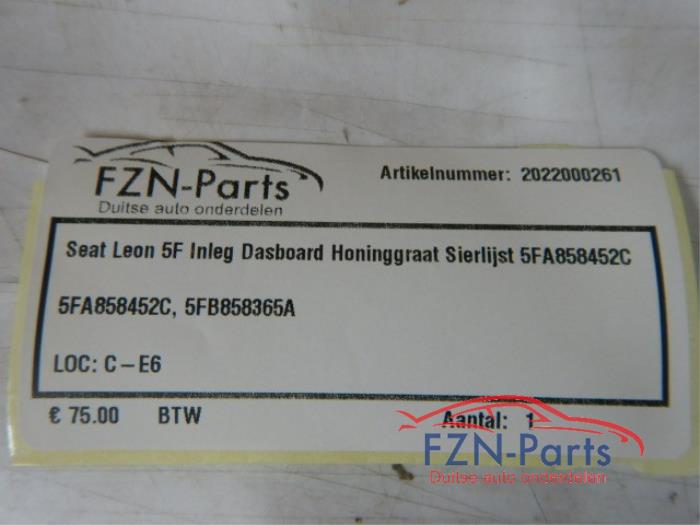 FZN-Parts
Duitse auto onderdelen
Artikelnummer: 2022000261
Seat Leon 5F Inleg Dasboard Honinggraat Sierlijst 5FA858452C
5FA858452C, 5FB858365A
LOC: C-E6
€ 75.00 BTW Aantal: 1
FZN-Parts
Duitse auto onderdelen